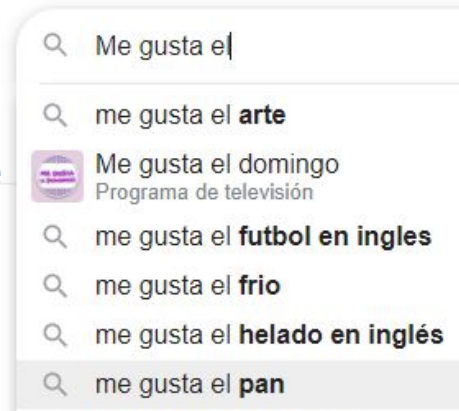 Me gusta el
me gusta el arte
Me gusta el domingo
Programa de televisión
me gusta el futbol en ingles
me gusta el frio
me gusta el helado en inglés
me gusta el pan